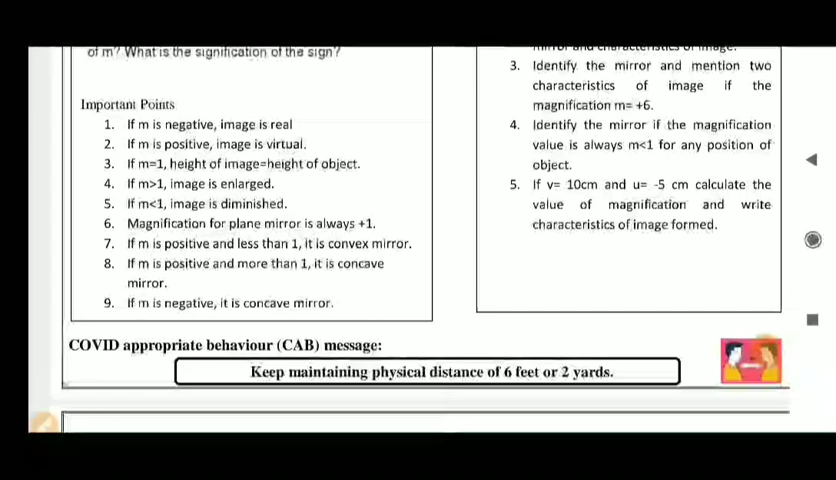 of m? What is the signification of the sign?
Important Points
1. If m is negative, image is real
2. If m is positive, image is virtual.
3. If m=1, height of image=height of object.
4. If m>1, image is enlarged.
5. If m<1, image is diminished.
6. Magnification for plane mirror is always +1.
7. If m is positive and less than 1, it is convex mirror.
8. If m is positive and more than 1, it is concave
mirror.
9. If m is negative, it is concave mirror.
mirror and characteristics of image.
3. Identify the mirror and mention two
characteristics of image if the
magnification m= +6.
4. Identify the mirror if the magnification
value is always m<1 for any position of
object.
5. If v= 10cm and u= -5 cm calculate the
value of magnification and write
characteristics of image formed.
COVID appropriate behaviour (CAB) message:
Keep maintaining physical distance of 6 feet or 2 yards.